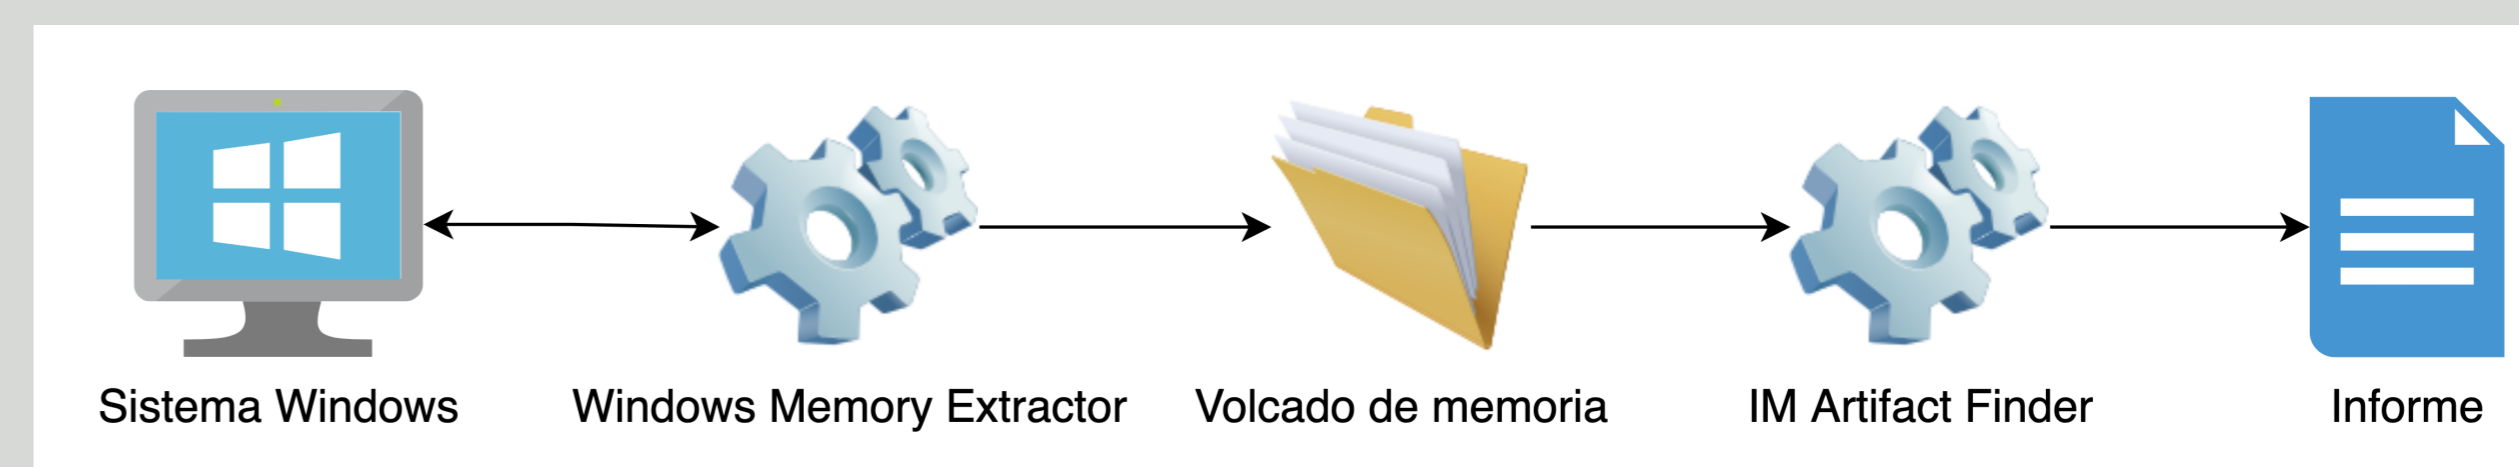 Sistema Windows
Windows Memory Extractor
Volcado de memoria
IM Artifact Finder
Informe